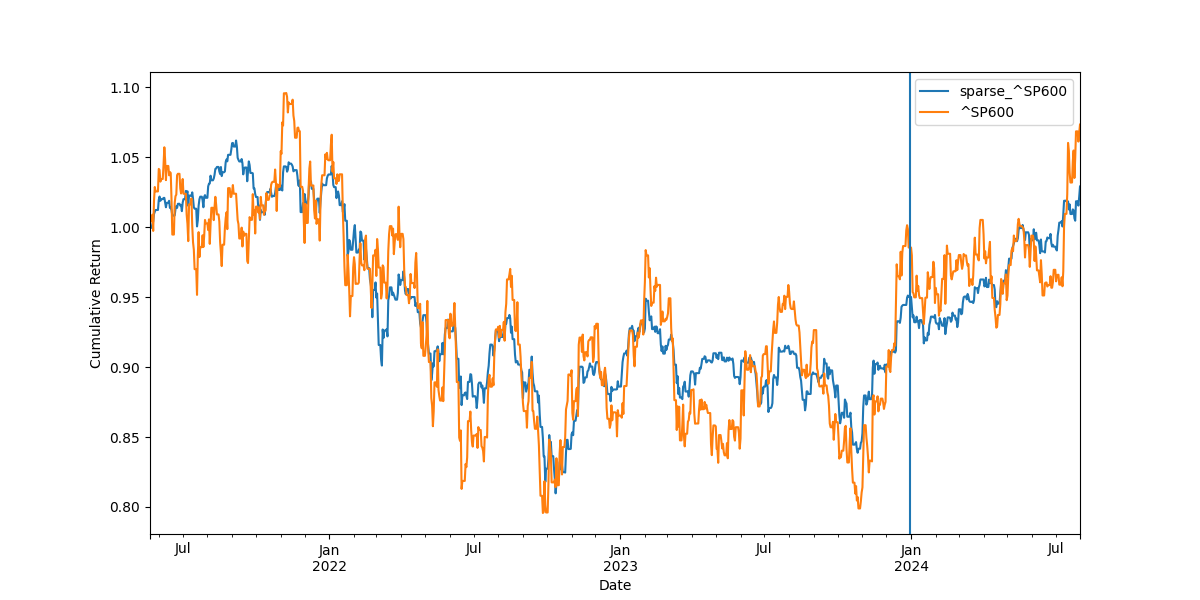 sparse_^SP600
^SP600
Cumulative Return
1.10
1.05
1.00
0.95
0.90
0.85
0.80
Jul
Jan
2022
Jul
Jan
2023
Jul
Jan
2024
Jul
Date